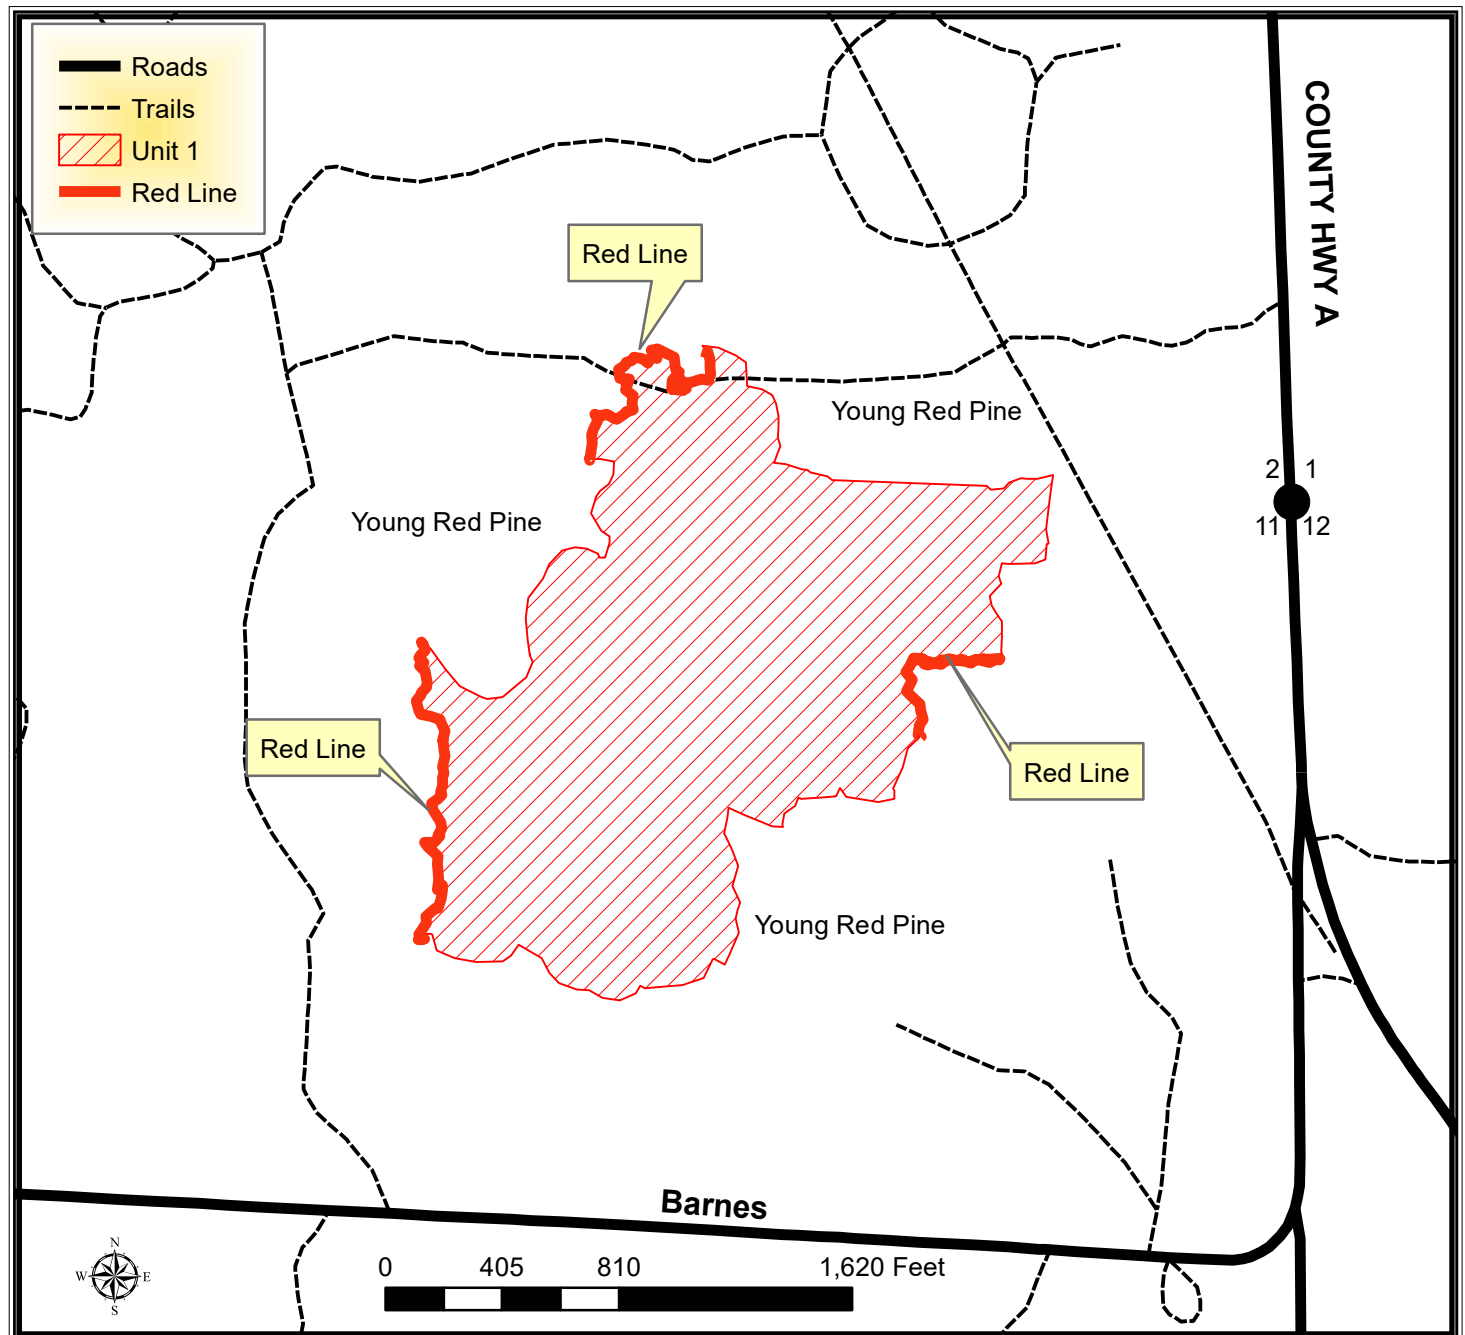 Roads
Trails
Unit 1
Red Line
COUNTY HWY A
Red Line
Young Red Pine
2 1
11 12
Young Red Pine
Red Line
Red Line
Young Red Pine
Barnes
N
W E
S
0 405 810 1,620 Feet